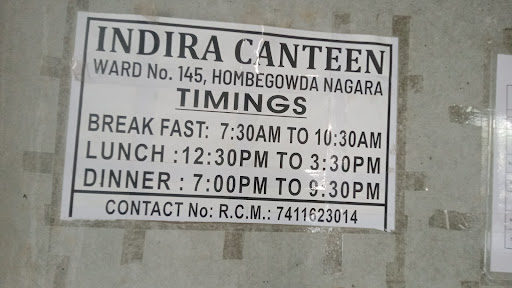 INDIRA CANTEEN
WARD No. 145, HOMBEGOWDA NAGARA
TIMINGS
BREAK FAST: 7:30AM TO 10:30AM
LUNCH : 12:30PM TO 3:30PM
DINNER : 7:00PM TO 9:30PM
CONTACT No: R.C.M.: 7411623014